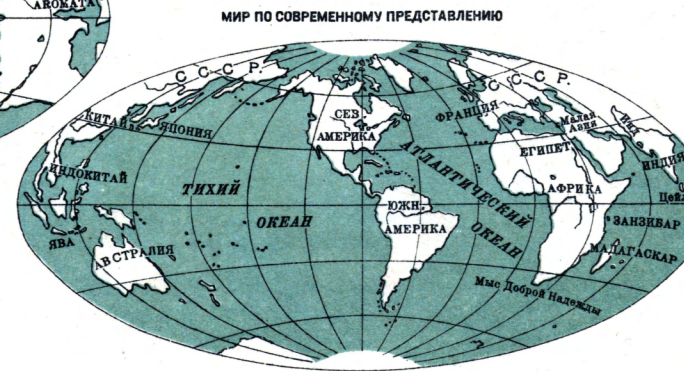 АРОКАТА
МИР ПО СОВРЕМЕННОМУ ПРЕДСТАВЛЕНИЮ
С С С Р.
С С С Р.
СЕВ.
АМЕРИКА
ФРАНЦИЯ
Малая
Азия
КИТАЙ
ЯПОНИЯ
ЕГИПЕТ
ИНДИЯ
ИНДОКИТАЙ
АТЛАНТИЧЕСКИЙ
ОКЕАН
ТИХИЙ
ОКЕАН
АФРИКА
ЮЖН.
АМЕРИКА
ЗАНЗИБАР
ЯВА
АВСТРАЛИЯ
МАДАГАСКАР
Мыс Доброй Надежды